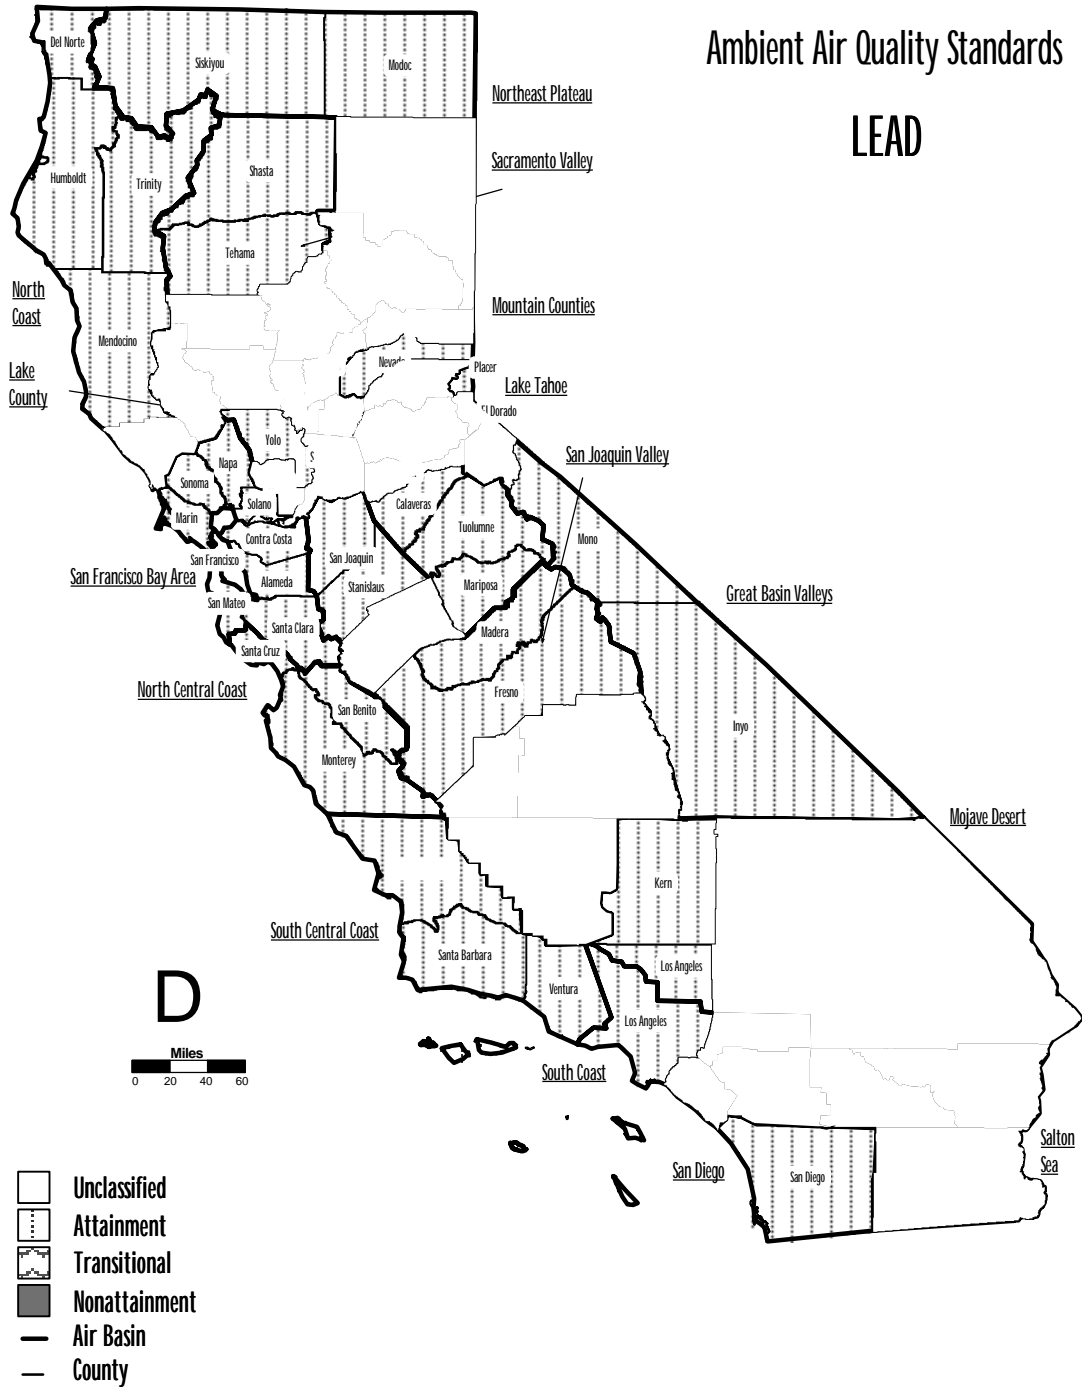 Ambient Air Quality Standards
LEAD
Del Norte
Siskiyou
Modoc
Northeast Plateau
Sacramento Valley
Humboldt
Trinity
Shasta
Tehama
North
Coast
Mountain Counties
Mendocino
Lake
County
Placer
Lake Tahoe
El Dorado
Yolo
S
Napa
Sonoma
Solano
Marin
San Joaquin Valley
Calaveras
Tuolumne
Mono
Contra Costa
San Francisco
San Joaquin
San Francisco Bay Area
Alameda
Stanislaus
Mariposa
Great Basin Valleys
San Mateo
Santa Clara
Madera
Santa Cruz
North Central Coast
Fresno
San Benito
Inyo
Monterey
Mojave Desert
Kern
South Central Coast
Santa Barbara
Los Angeles
Ventura
Los Angeles
D
Miles
0 20 40 60
South Coast
San Diego
San Diego
Salton
Sea
Unclassified
Attainment
Transitional
Nonattainment
Air Basin
County